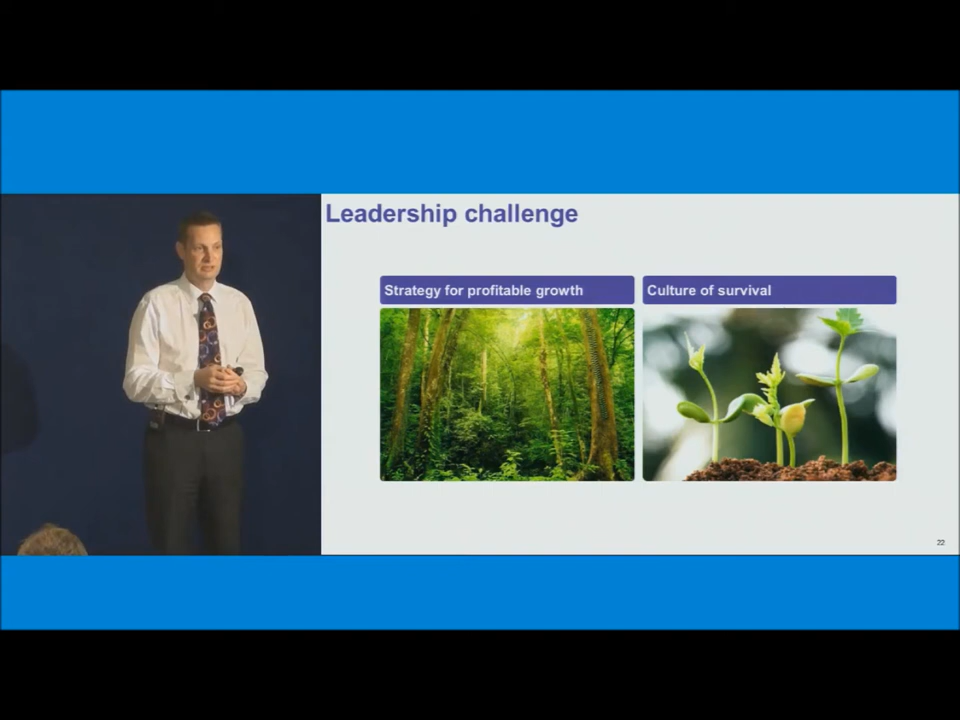 Leadership challenge
Strategy for profitable growth
Culture of survival
22